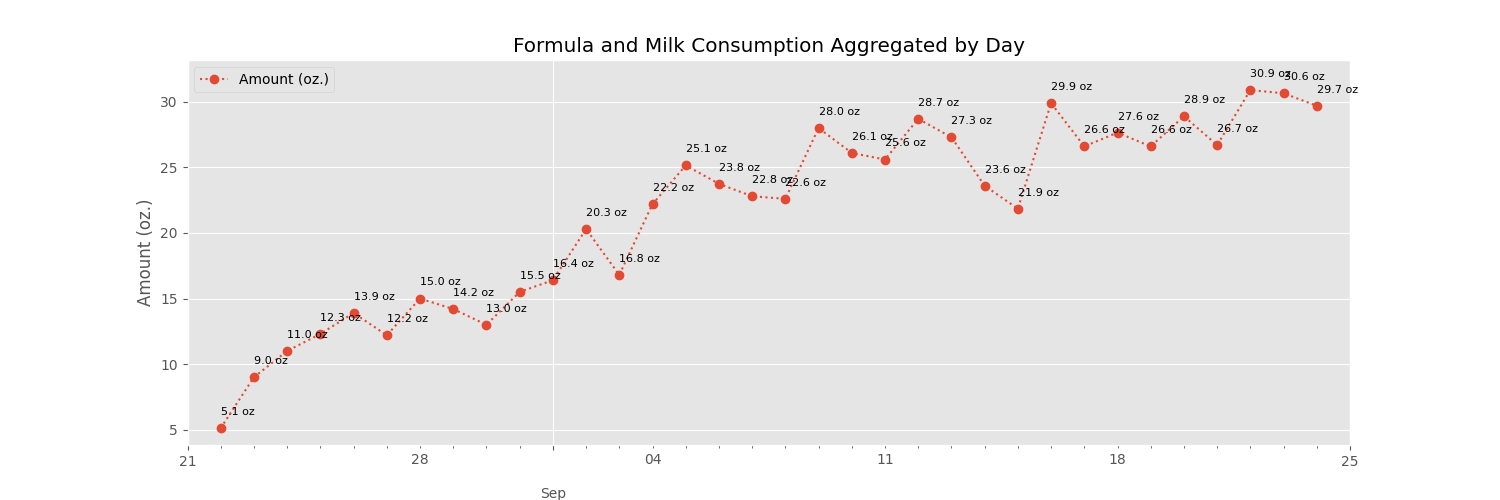 Formula and Milk Consumption Aggregated by Day
Amount (oz.)
Amount (oz.)
30
25
20
15
10
5
5.1 oz
9.0 oz
11.0 oz
12.3 oz
13.9 oz
12.2 oz
15.0 oz
14.2 oz
13.0 oz
15.5 oz
16.4 oz
20.3 oz
16.8 oz
22.2 oz
25.1 oz
23.8 oz
22.8 oz
22.6 oz
28.0 oz
26.1 oz
25.6 oz
28.7 oz
27.3 oz
23.6 oz
21.9 oz
29.9 oz
26.6 oz
27.6 oz
26.6 oz
28.9 oz
26.7 oz
30.9 oz
30.6 oz
29.7 oz
21 28 04 11 18 25
Sep